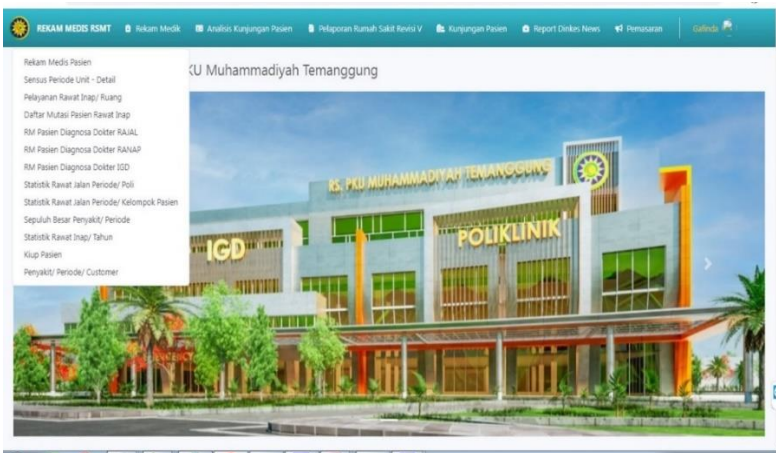 REKAM MEDIS RSMT Rekam Medik Analisis Kunjungan Pasien Pelaporan Rumah Sakit Revisi V Kunjungan Pasien Report Dinkes News Pemasaran Galinda
KU Muhammadiyah Temanggung
Rekam Medis Pasien
Sensus Periode Unit - Detail
Pelayanan Rawat Inap/ Ruang
Daftar Mutasi Pasien Rawat Inap
RM Pasien Diagnosa Dokter RAJAL
RM Pasien Diagnosa Dokter RANAP
RM Pasien Diagnosa Dokter IGD
Statistik Rawat Jalan Periode/ Poli
Statistik Rawat Jalan Periode/ Kelompok Pasien
Sepuluh Besar Penyakit/ Periode
Statistik Rawat Inap/ Tahun
Kiup Pasien
Penyakit/ Periode/ Customer
RS. PKU MUHAMMADIYAH TEMANGGUNG
IGD
POLIKLINIK